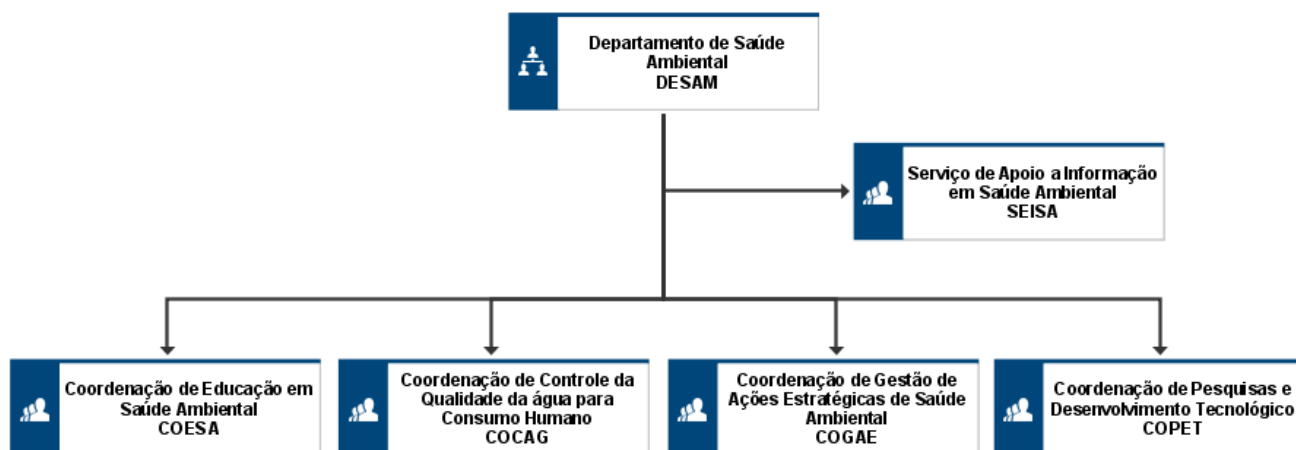 Departamento de Saúde
Ambiental
DESAM
Serviço de Apoio a Informação
em Saúde Ambiental
SEISA
Coordenação de Educação em
Saúde Ambiental
COESA
Coordenação de Controle da
Qualidade da água para
Consumo Humano
COCAG
Coordenação de Gestão de
Ações Estratégicas de Saúde
Ambiental
COGAE
Coordenação de Pesquisas e
Desenvolvimento Tecnológico
COPET